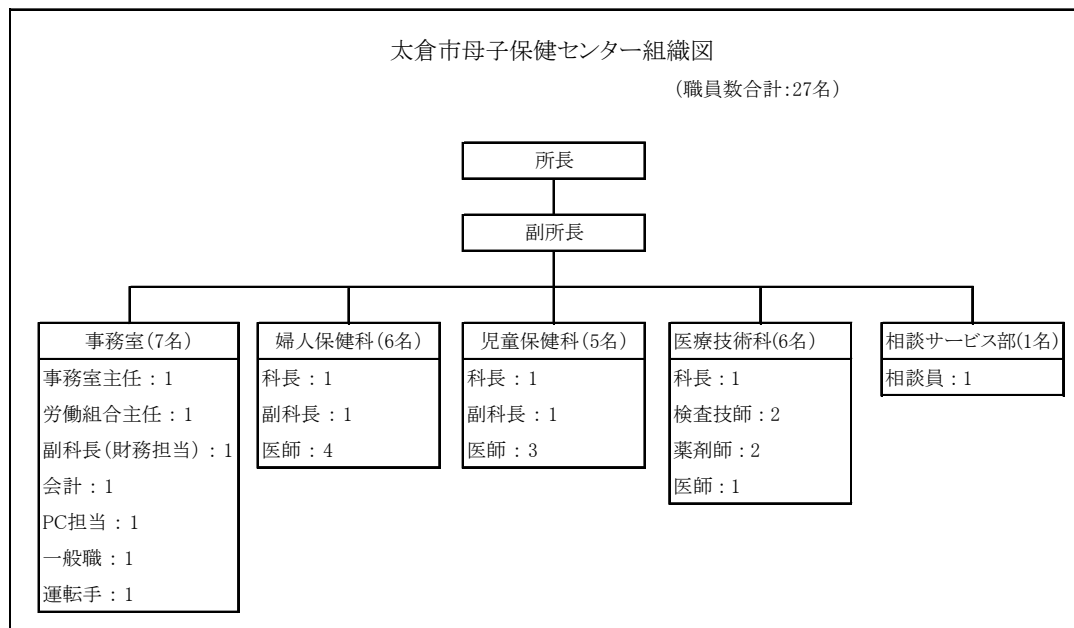 太倉市母子保健センター組織図
(職員数合計:27名)
所長
副所長
事務室(7名)
事務室主任 : 1
労働組合主任 : 1
副科長(財務担当) : 1
会計 : 1
PC担当 : 1
一般職 : 1
運転手 : 1
婦人保健科(6名)
科長 : 1
副科長 : 1
医師 : 4
児童保健科(5名)
科長 : 1
副科長 : 1
医師 : 3
医療技術科(6名)
科長 : 1
検査技師 : 2
薬剤師 : 2
医師 : 1
相談サービス部(1名)
相談員 : 1